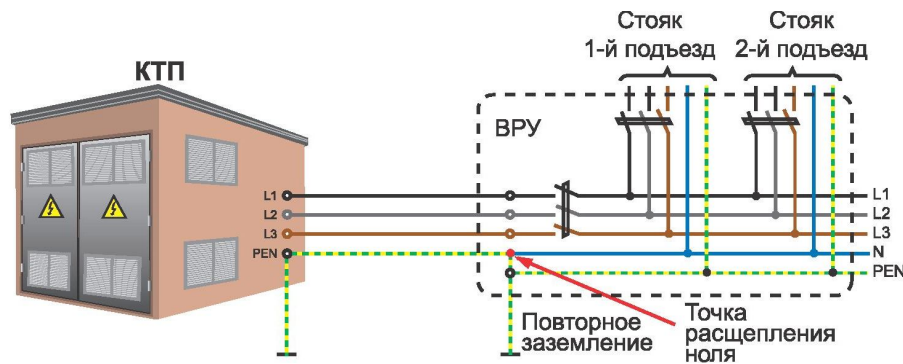 Стояк
1-й подъезд
Стояк
2-й подъезд
КТП
ВРУ
L1
L2
L3
PEN
L1
L2
L3
N
PEN
Повторное
заземление
Точка
расщепления
ноля